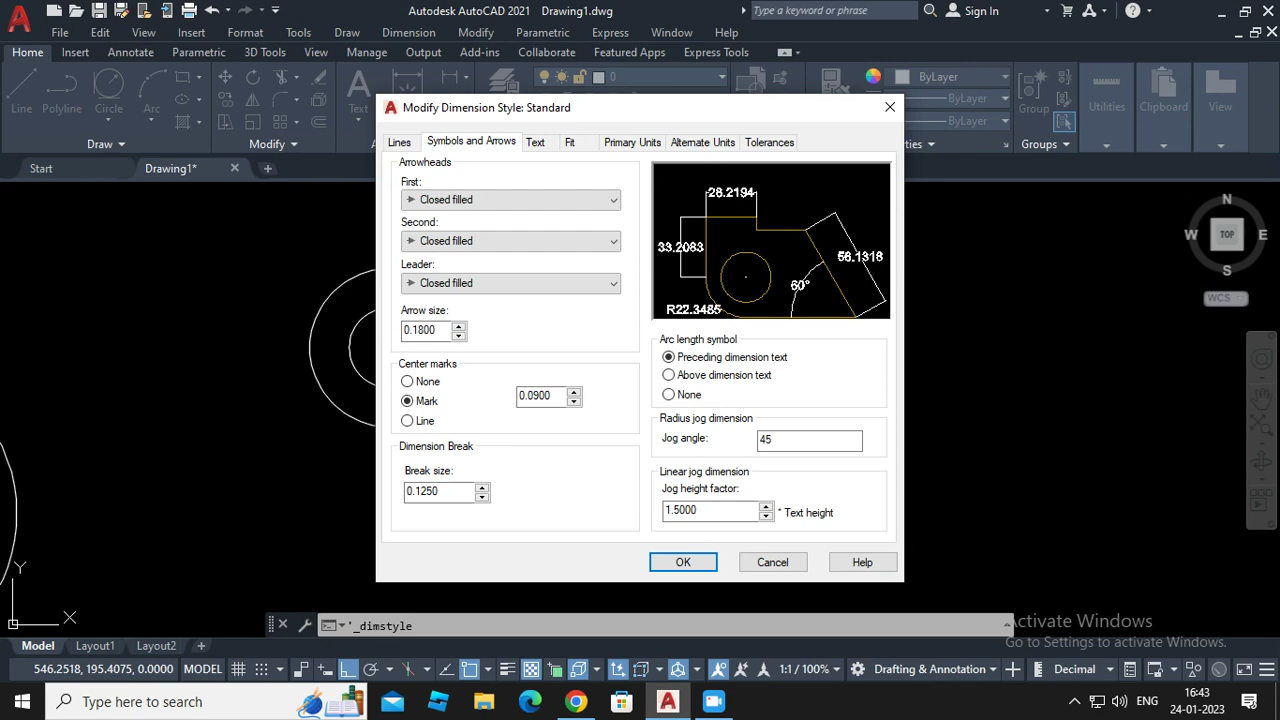 Autodesk AutoCAD 2021 Drawing1.dwg
Type a keyword or phrase
Sign In
File Edit View Insert Format Tools Draw Dimension Modify Parametric Express Window Help
Home Insert Annotate Parametric 3D Tools View Manage Output Add-ins Collaborate Featured Apps Express Tools
Line Polyline Circle Arc Text
0
ByLayer
ByLayer
ByLayer
Group Utilities Clipboard View
Draw Modify Groups
Start Drawing1*
Modify Dimension Style: Standard
Lines Symbols and Arrows Text Fit Primary Units Alternate Units Tolerances
Arrowheads
First:
Closed filled
Second:
Closed filled
Leader:
Closed filled
Arrow size:
0.1800
Center marks
None
Mark
0.0900
Line
Dimension Break
Break size:
0.1250
28.2194
33.2083
56.1318
60°
R22.3485
Arc length symbol
Preceding dimension text
Above dimension text
None
Radius jog dimension
Jog angle: 45
Linear jog dimension
Jog height factor:
1.5000 * Text height
OK Cancel Help
N
W TOP E
S
WCS
Y
X
'_dimstyle
Activate Windows
Go to Settings to activate Windows.
Model Layout1 Layout2
546.2518, 195.4075, 0.0000 MODEL 1:1 / 100% Drafting & Annotation Decimal
Type here to search
ENG
16:43
24-01-2023